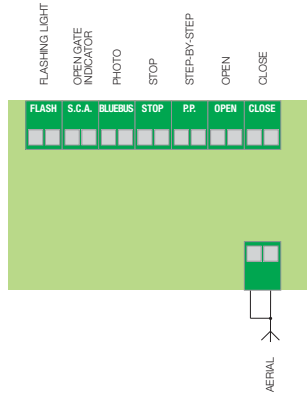 FLASHING LIGHT
OPEN GATE
INDICATOR
PHOTO
STOP
STEP-BY-STEP
OPEN
CLOSE
FLASH
S.C.A.
BLUEBUS
STOP
P.P.
OPEN
CLOSE
AERIAL